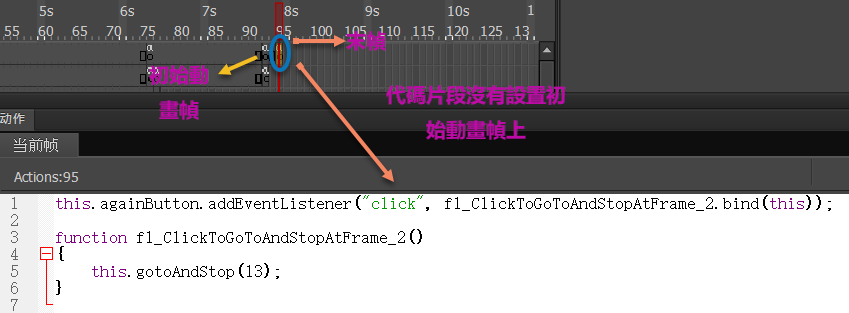 5s 6s 7s 8s 9s 10s 1
55 60 65 70 75 80 85 90 95 100 105 110 115 120 125 13
末幀
初始動
畫幀
代碼片段沒有設置初
始動畫幀上
动作
当前帧
Actions:95
1 this.againButton.addEventListener("click", fl_ClickToGoToAndStopAtFrame_2.bind(this));
2
3 function fl_ClickToGoToAndStopAtFrame_2()
4 {
5 this.gotoAndStop(13);
6 }
7